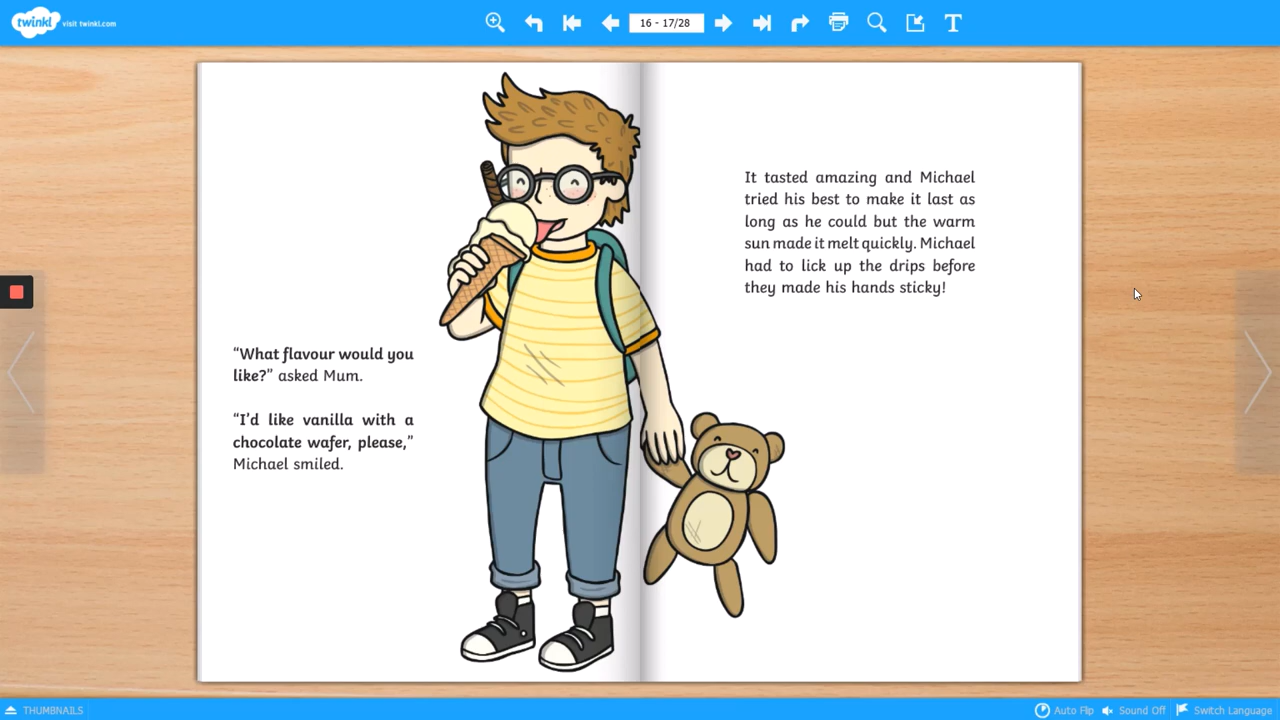 twinkl visit twinkl.com
16 - 17/28
T
“What flavour would you
like?” asked Mum.
“I’d like vanilla with a
chocolate wafer, please,”
Michael smiled.
It tasted amazing and Michael
tried his best to make it last as
long as he could but the warm
sun made it melt quickly. Michael
had to lick up the drips before
they made his hands sticky!
THUMBNAILS
Auto Flip Sound Off Switch Language